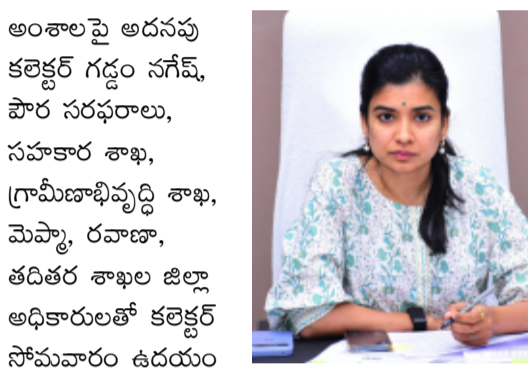 అంశాలపై అదనపు
కలెక్టర్ గడ్డం నగేష్,
పౌర సరఫరాలు,
సహకార శాఖ,
గ్రామీణాభివృద్ధి శాఖ,
మెప్మా, రవాణా,
తదితర శాఖల జిల్లా
అధికారులతో కలెక్టర్
సోమవారం ఉదయం